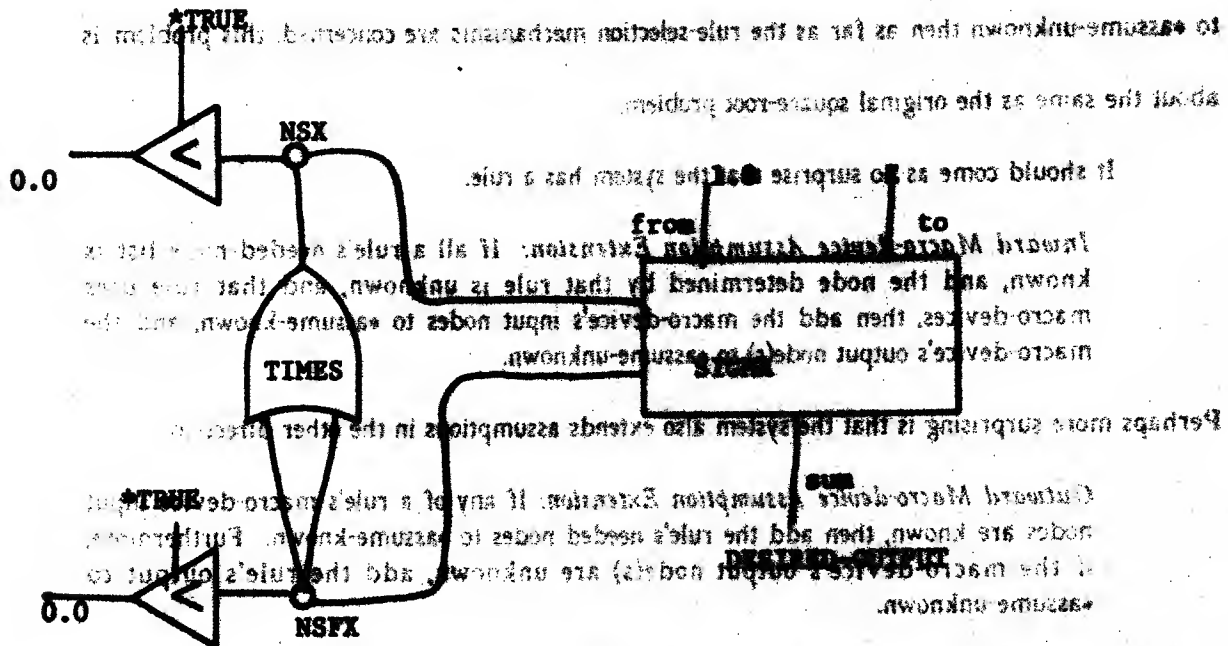 *TRUE
to *assume-unknown then as far as the rule-selection mechanisms are concerned, this problem is
about the same as the original square-root problem.
<
NSX
0.0
It should come as no surprise that the system has a rule.
from
to
Inward Macro-device Assumption Extension: If all a rule's needed-node list is
known, and the node determined by that rule is unknown, and that rule uses
macro-devices, then add the macro-device's input nodes to *assume-known, and the
macro-device's output node(s) to *assume-unknown.
TIMES
SIGMA
Perhaps more surprising is that the system also extends assumptions in the other direction.
sum
*TRUE
Outward Macro-device Assumption Extension: If any of a rule's macro-device input
nodes are known, then add the rule's needed nodes to *assume-known. Furthermore,
if the macro-device's output node(s) are unknown, add the rule's output to
*assume-unknown.
DESIRED-OUTPUT
<
0.0
NSFX